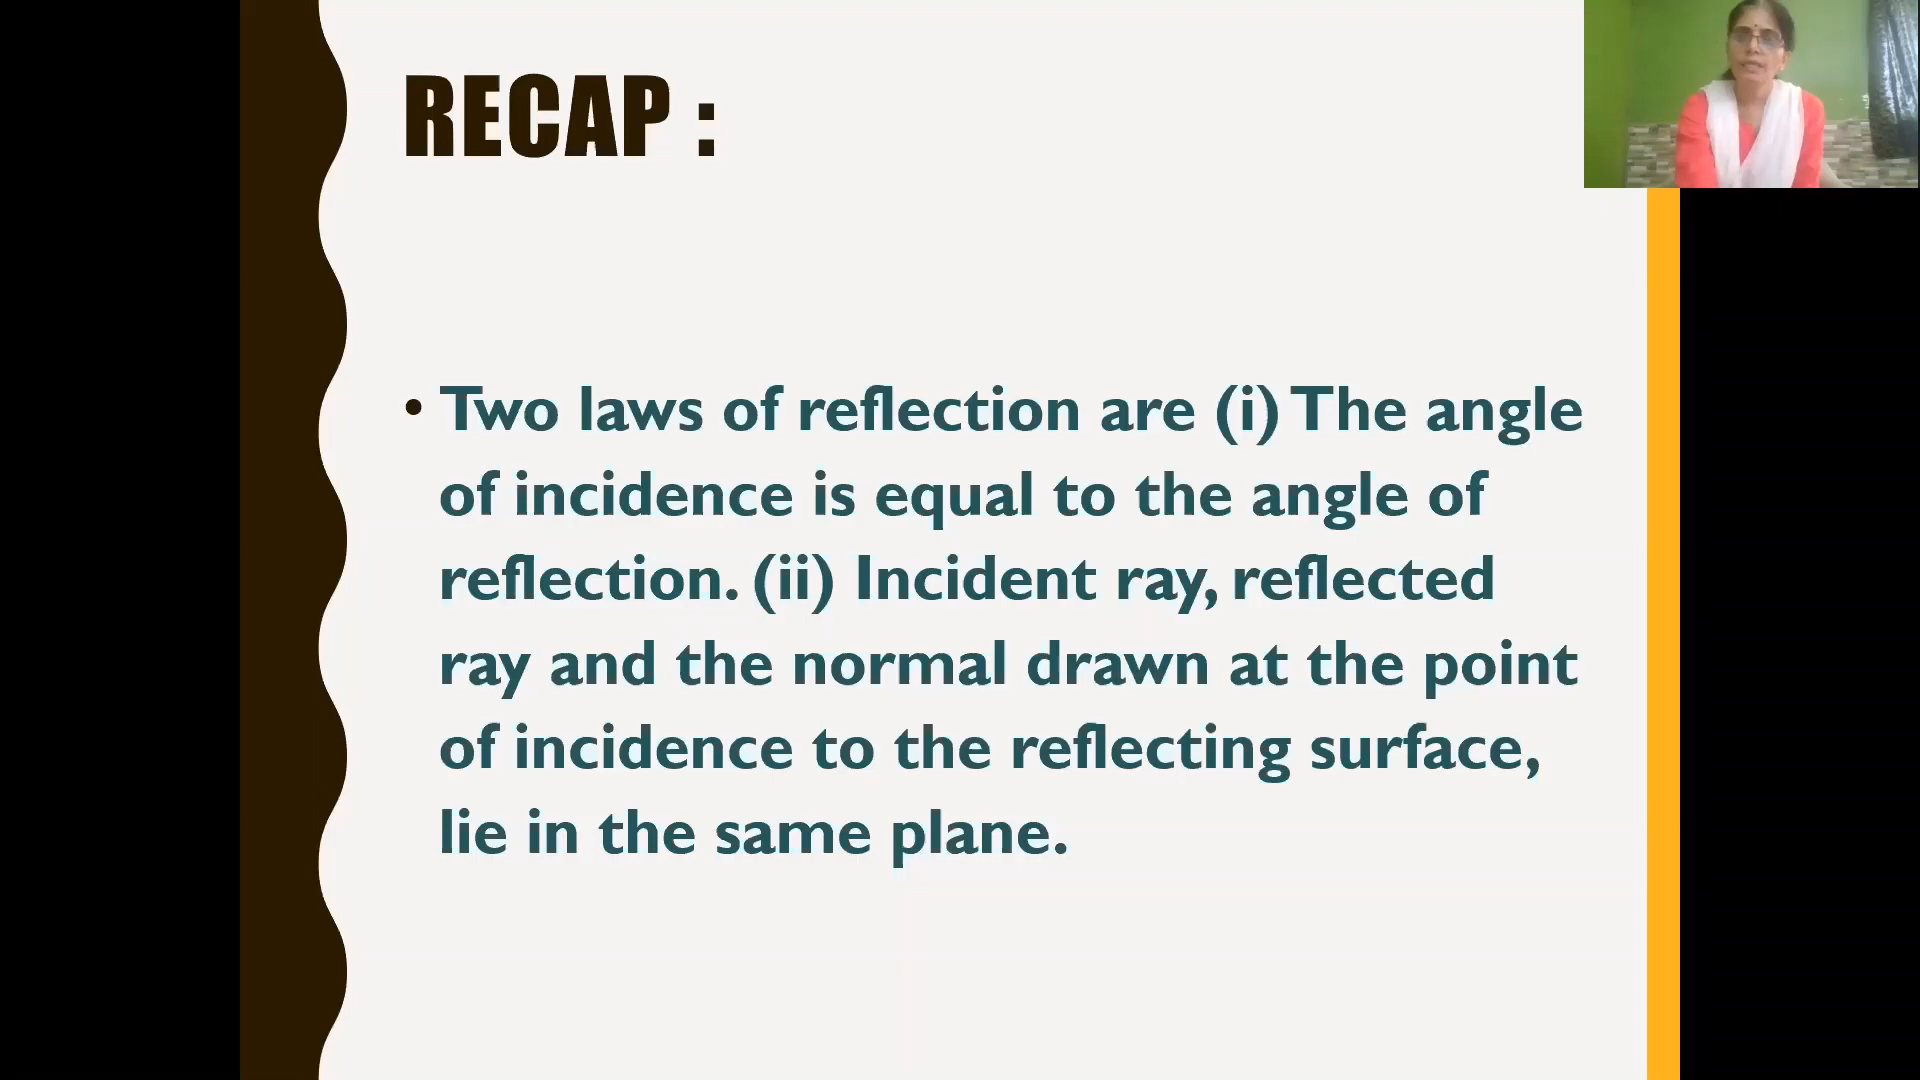 RECAP :
• Two laws of reflection are (i) The angle
of incidence is equal to the angle of
reflection. (ii) Incident ray, reflected
ray and the normal drawn at the point
of incidence to the reflecting surface,
lie in the same plane.